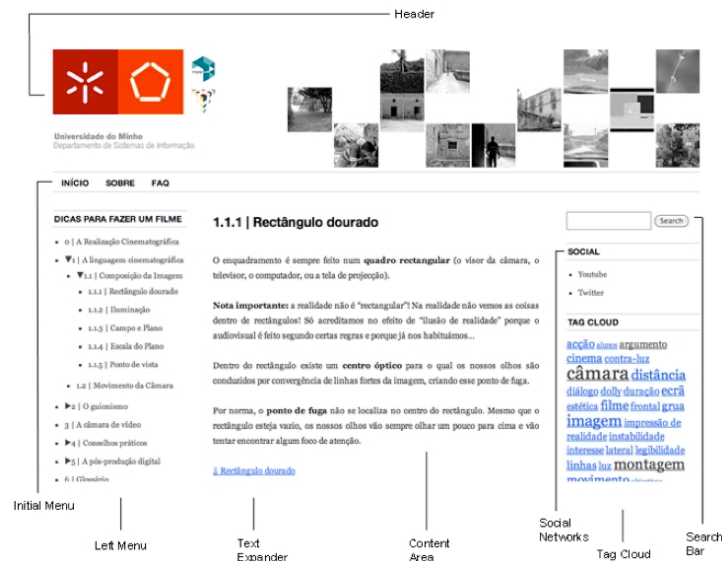 Header
Universidade do Minho
Departamento de Sistemas de Informação
INÍCIO SOBRE FAQ
DICAS PARA FAZER UM FILME
0 | A Realização Cinematográfica
▼1 | A linguagem cinematográfica
▼1.1 | Composição da Imagem
1.1.1 | Rectângulo dourado
1.1.2 | Iluminação
1.1.3 | Campo e Plano
1.1.4 | Escala do Plano
1.1.5 | Ponto de vista
1.2 | Movimento da Câmara
▶2 | O guionismo
3 | A câmara de vídeo
▶4 | Conselhos práticos
▶5 | A pós-produção digital
6 | Glossário
1.1.1 | Rectângulo dourado
O enquadramento é sempre feito num quadro rectangular (o visor da câmara, o
televisor, o computador, ou a tela de projecção).
Nota importante: a realidade não é "rectangular"! Na realidade não vemos as coisas
dentro de rectângulos! Só acreditamos no efeito de "ilusão de realidade" porque o
audiovisual é feito segundo certas regras e porque já nos habituámos...
Dentro do rectângulo existe um centro óptico para o qual os nossos olhos são
conduzidos por convergência de linhas fortes da imagem, criando esse ponto de fuga.
Por norma, o ponto de fuga não se localiza no centro do rectângulo. Mesmo que o
rectângulo esteja vazio, os nossos olhos vão sempre olhar um pouco para cima e vão
tentar encontrar algum foco de atenção.
↓ Rectângulo dourado
Search
SOCIAL
Youtube
Twitter
TAG CLOUD
acção alunos argumento
cinema contra-luz
câmara distância
diálogo dolly duração ecrã
estética filme frontal grua
imagem impressão de
realidade instabilidade
interesse lateral legibilidade
linhas luz montagem
movimento
Initial Menu
Left Menu
Text
Expander
Content
Area
Social
Networks
Tag Cloud
Search
Bar